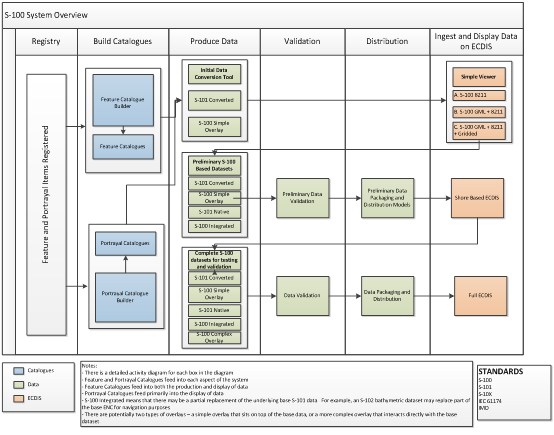 S-100 System Overview
Registry
Build Catalogues
Produce Data
Validation
Distribution
Ingest and Display Data
on ECDIS
Feature and Portrayal Items Registered
Feature Catalogue
Builder
Feature Catalogues
Portrayal Catalogues
Portrayal Catalogue
Builder
Initial Data
Conversion Tool
S-101 Converted
S-100 Simple
Overlay
Preliminary S-100
Based Datasets
S-101 Converted
S-100 Simple
Overlay
S-101 Native
S-100 Integrated
Complete S-100
datasets for testing
and validation
S-101 Converted
S-100 Simple
Overlay
S-101 Native
S-100 Integrated
S-100 Complex
Overlay
Preliminary Data
Validation
Data Validation
Preliminary Data
Packaging and
Distribution Models
Data Packaging and
Distribution
Simple Viewer
A. S-100 8211
B. S-100 GML + 8211
C. S-100 GML + 8211
+ Gridded
Shore Based ECDIS
Full ECDIS
Catalogues
Data
ECDIS
Notes:
- There is a detailed activity diagram for each box in the diagram
- Feature and Portrayal Catalogues feed into each aspect of the system
- Feature Catalogues feed into both the production and display of data
- Portrayal Catalogues feed primarily into the display of data
- S-100 Integrated means that there may be a partial replacement of the underlying base S-101 data. For example, an S-102 bathymetric dataset may replace part of
the base ENC for navigation purposes
- There are potentially two types of overlays – a simple overlay that sits on top of the base data, or a more complex overlay that interacts directly with the base
dataset
STANDARDS
S-100
S-101
S-10X
IEC 61174
IMO